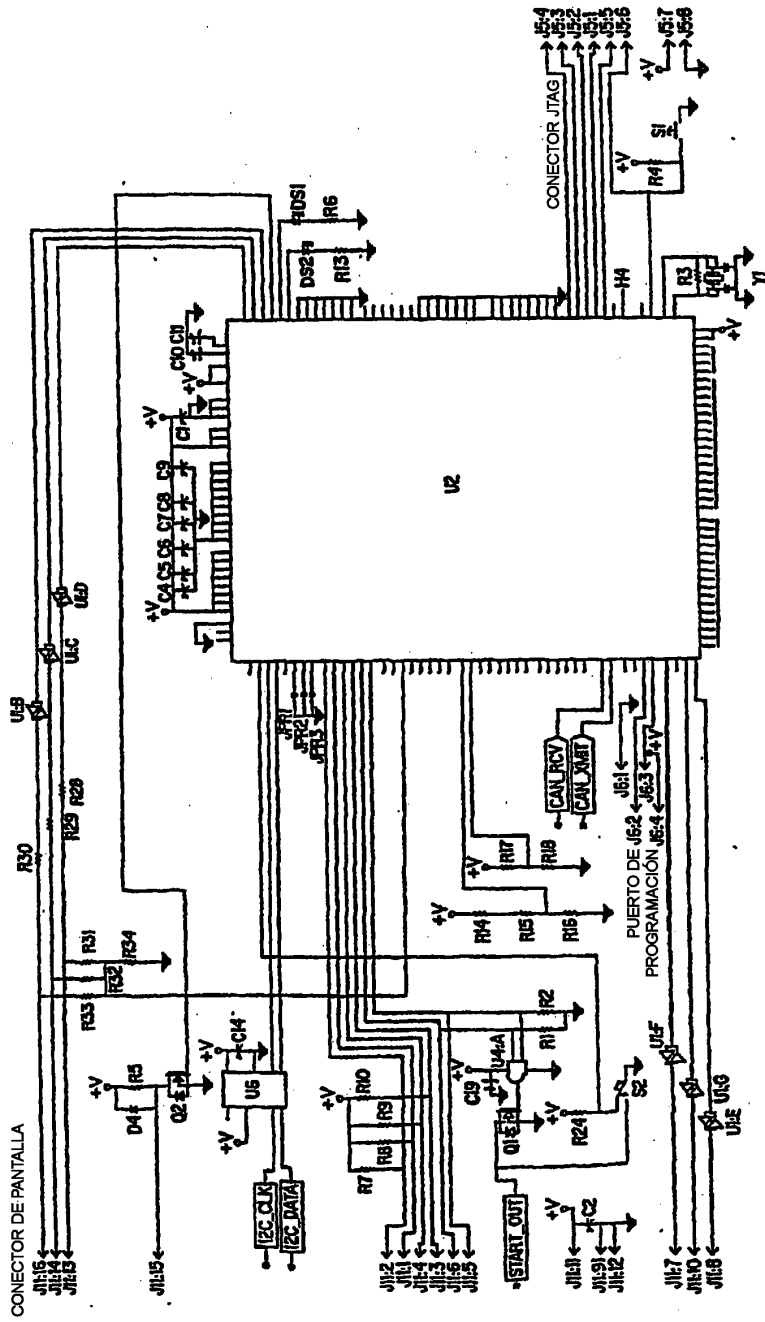 CONECTOR DE PANTALLA
J11:16
J11:14
J11:13
R30
R29
R28
U1:B
U1:C
U1:D
R33
R32
R31
R34
J11:15
D4
+V
R5
Q2
I2C_CLK
I2C_DATA
+V
U6
+V
C14
J11:2
J11:1
J11:4
J11:3
J11:6
J11:5
R7
R8
R9
R10
+V
START_OUT
Q1
C19
+V
U4:A
R1
R2
J11:11
J11:91
J11:12
+V
C2
R24
+V
S2
J11:7
J11:10
J11:8
U1:F
U1:G
U1:E
+V
R14
R15
R16
+V
R17
R18
CAN_RCV
CAN_XMIT
PUERTO DE
PROGRAMACIÓN
J6:1
J6:2
J6:3
J6:4
+V
JPR1
JPR2
JPR3
+V
C4
C5
C6
C7
C8
C9
+V
C1
+V
C10
C11
U2
DS1
R6
DS2
R13
CONECTOR JTAG
J5:4
J5:3
J5:2
J5:1
J5:5
J5:6
+V
J5:7
J5:8
S1
+V
R4
H4
R3
Y1
+V